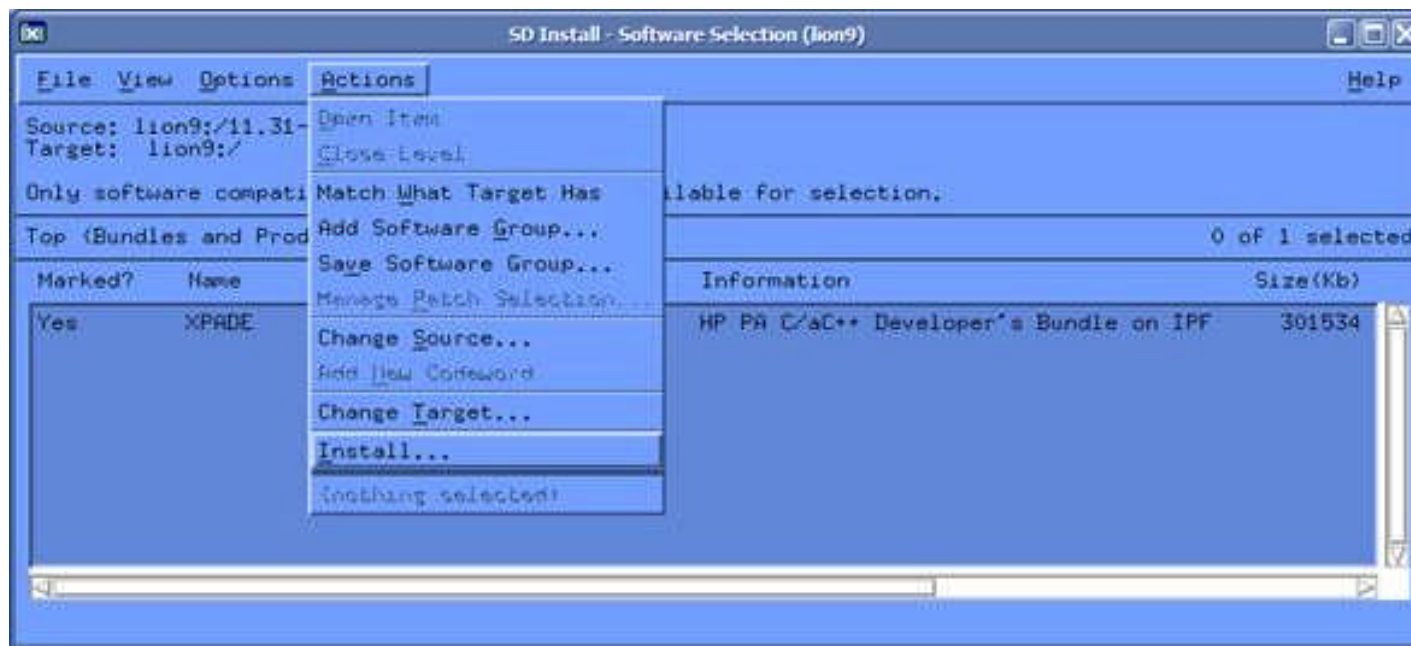 SD Install - Software Selection (lion9)
File View Options Actions Help
Source: lion9:/11.31-
Target: lion9:/
Only software compati
ilable for selection.
Top (Bundles and Prod
0 of 1 selected
Marked? Name Information Size(Kb)
Yes XPADE HP PA C/aC++ Developer's Bundle on IPF 301534
Open Item
Close Level
Match What Target Has
Add Software Group...
Save Software Group...
Manage Patch Selection...
Change Source...
Add New Codeword
Change Target...
Install...
(nothing selected)